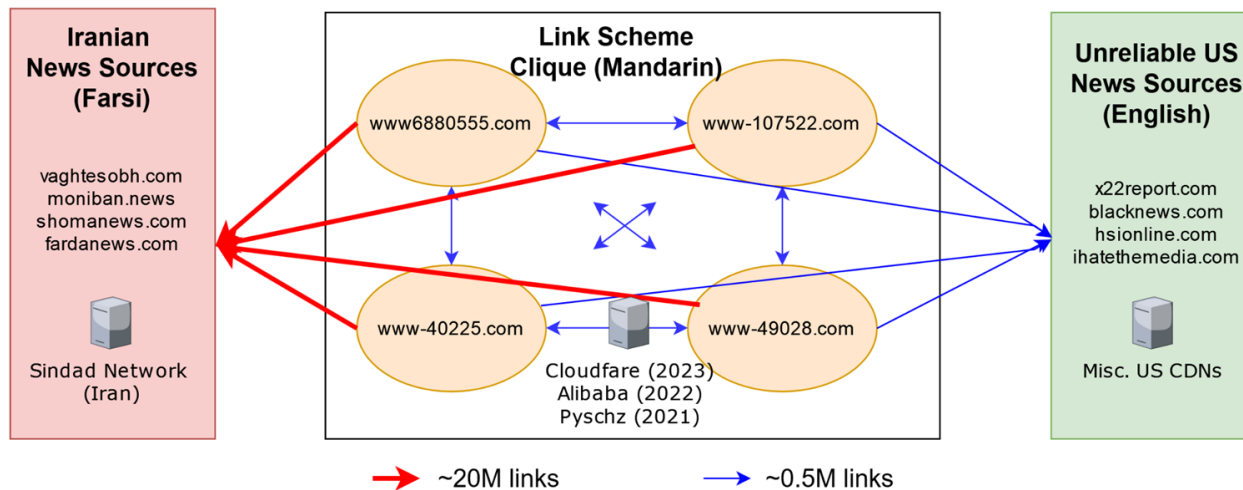 Iranian
News Sources
(Farsi)
vaghtesobh.com
moniban.news
shomanews.com
fardanews.com
Sindad Network
(Iran)
Link Scheme
Clique (Mandarin)
www6880555.com
www-107522.com
www-40225.com
www-49028.com
Cloudfare (2023)
Alibaba (2022)
Pyschz (2021)
Unreliable US
News Sources
(English)
x22report.com
blacknews.com
hsionline.com
ihatethemedia.com
Misc. US CDNs
~20M links
~0.5M links